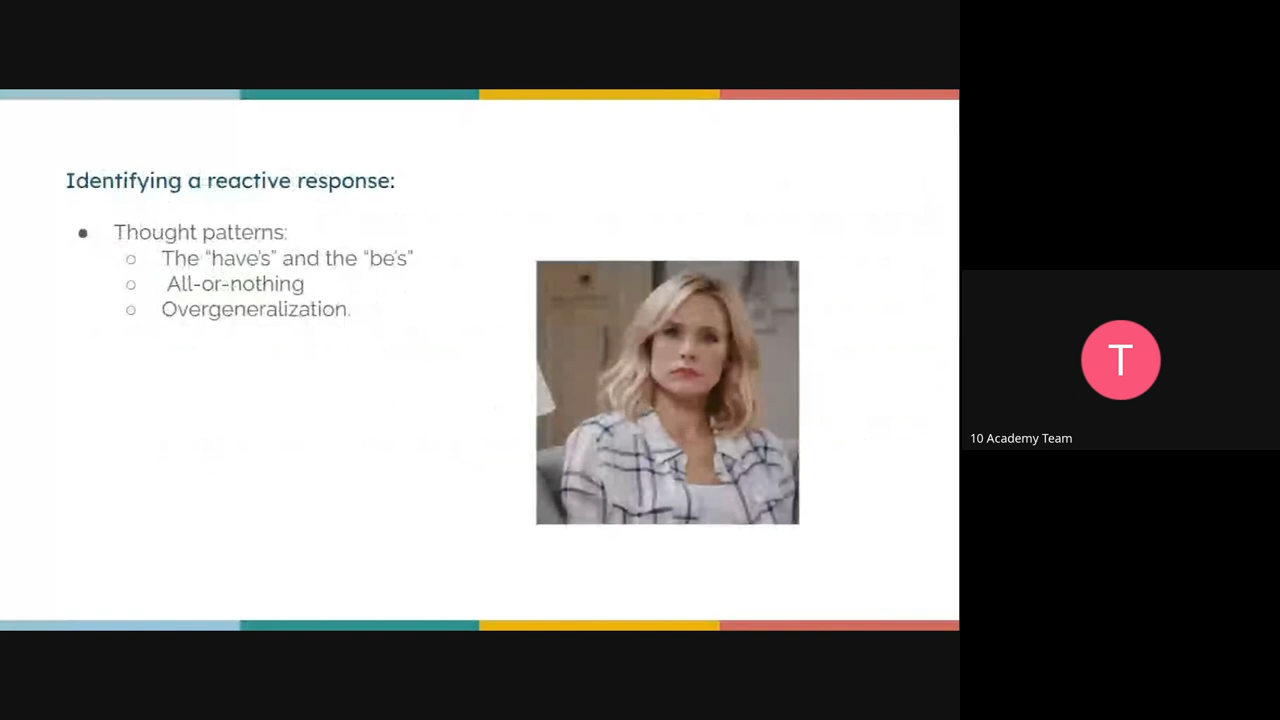 Identifying a reactive response:
● Thought patterns:
○ The “have’s” and the “be’s”
○ All-or-nothing
○ Overgeneralization.
T
10 Academy Team